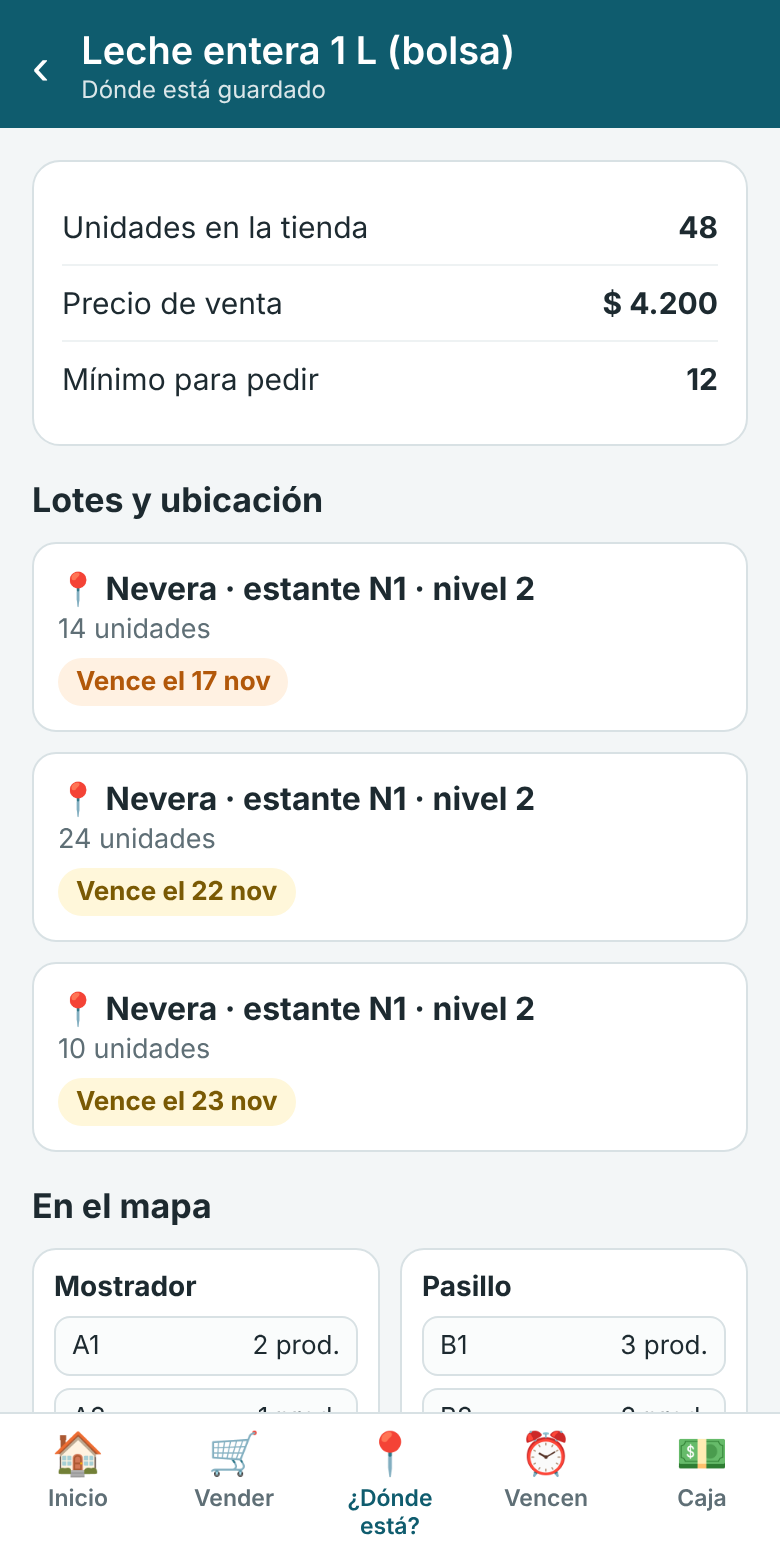 Leche entera 1 L (bolsa)
Dónde está guardado
Unidades en la tienda 48
Precio de venta $ 4.200
Mínimo para pedir 12
Lotes y ubicación
Nevera · estante N1 · nivel 2
14 unidades
Vence el 17 nov
Nevera · estante N1 · nivel 2
24 unidades
Vence el 22 nov
Nevera · estante N1 · nivel 2
10 unidades
Vence el 23 nov
En el mapa
Mostrador
A1 2 prod.
Pasillo
B1 3 prod.
Inicio
Vender
¿Dónde
está?
Vencen
Caja